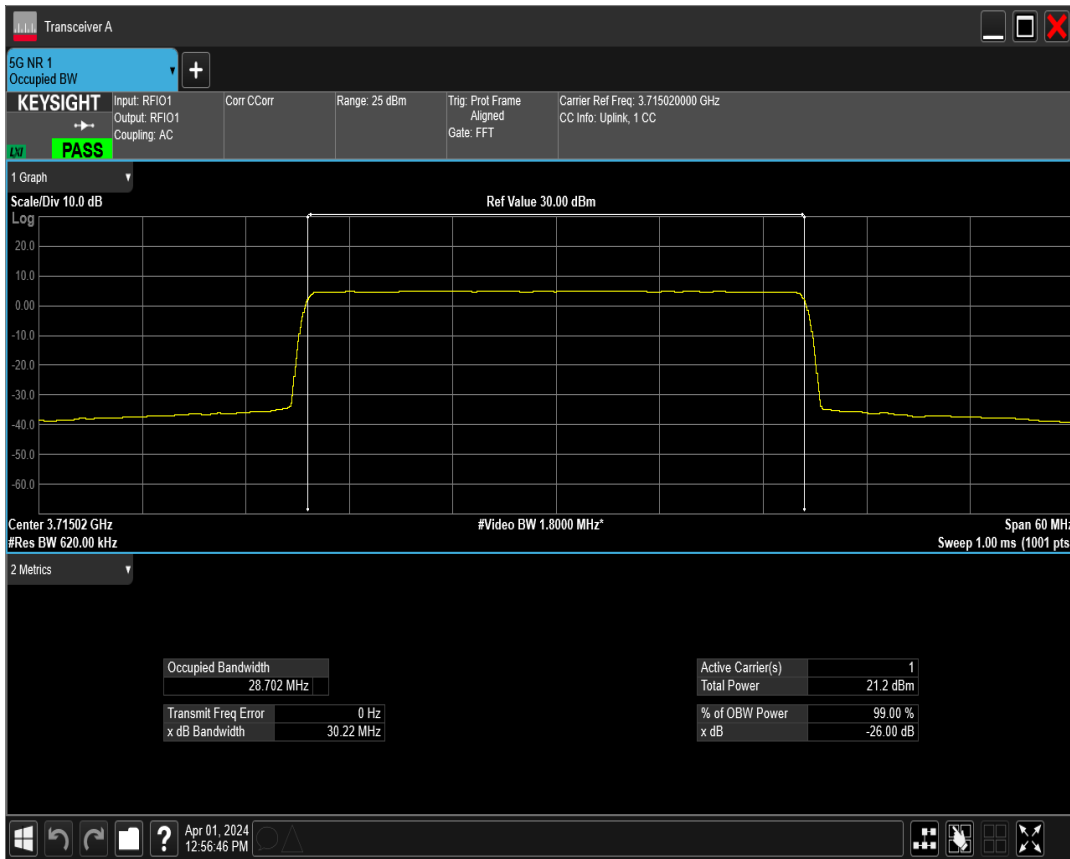 Transceiver A
5G NR 1
Occupied BW
KEYSIGHT
LXI
PASS
Input: RFIO1
Output: RFIO1
Coupling: AC
Corr CCorr
Range: 25 dBm
Trig: Prot Frame
Aligned
Gate: FFT
Carrier Ref Freq: 3.715020000 GHz
CC Info: Uplink, 1 CC
1 Graph
Scale/Div 10.0 dB
Ref Value 30.00 dBm
Log
20.0
10.0
0.00
-10.0
-20.0
-30.0
-40.0
-50.0
-60.0
Center 3.71502 GHz
#Video BW 1.8000 MHz*
Span 60 MHz
#Res BW 620.00 kHz
Sweep 1.00 ms (1001 pts
2 Metrics
Occupied Bandwidth
28.702 MHz
Transmit Freq Error 0 Hz
x dB Bandwidth 30.22 MHz
Active Carrier(s) 1
Total Power 21.2 dBm
% of OBW Power 99.00 %
x dB -26.00 dB
?
Apr 01, 2024
12:56:46 PM